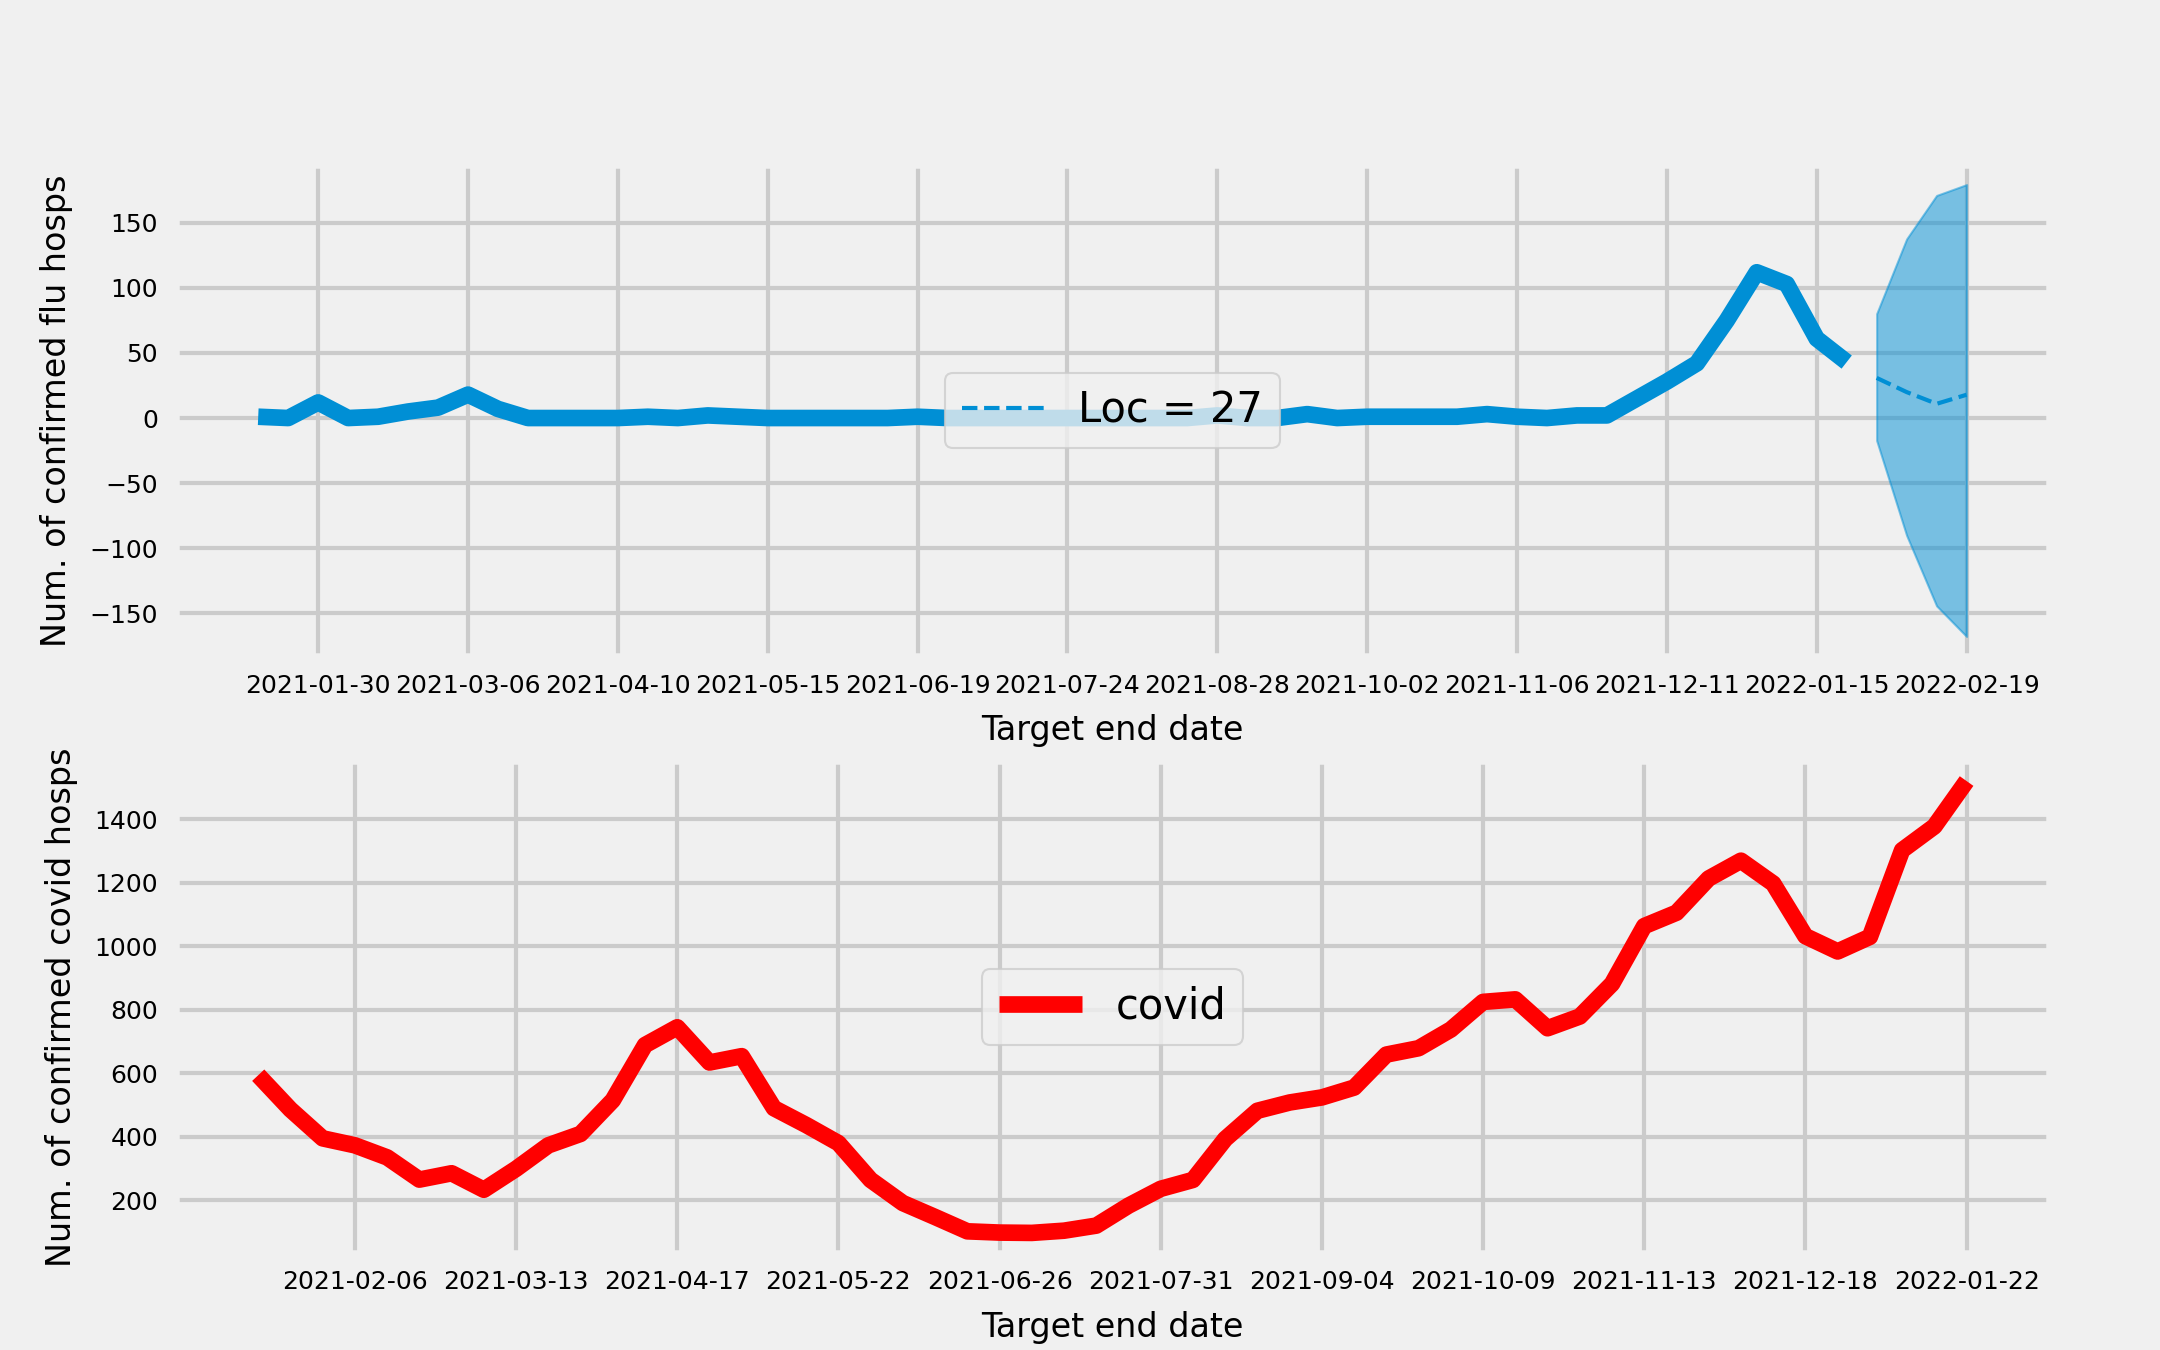 Num. of confirmed flu hosps
150
100
50
0
−50
−100
−150
Loc = 27
2021-01-30 2021-03-06 2021-04-10 2021-05-15 2021-06-19 2021-07-24 2021-08-28 2021-10-02 2021-11-06 2021-12-11 2022-01-15 2022-02-19
Target end date
Num. of confirmed covid hosps
1400
1200
1000
800
600
400
200
covid
2021-02-06 2021-03-13 2021-04-17 2021-05-22 2021-06-26 2021-07-31 2021-09-04 2021-10-09 2021-11-13 2021-12-18 2022-01-22
Target end date